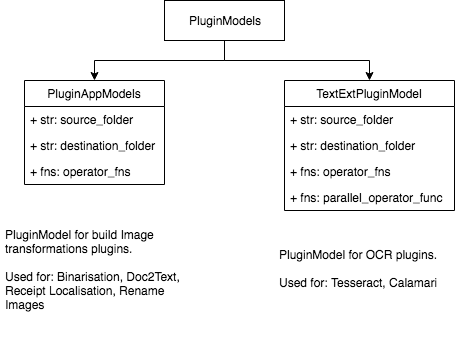 PluginModels
PluginAppModels
+ str: source_folder
+ str: destination_folder
+ fns: operator_fns
TextExtPluginModel
+ str: source_folder
+ str: destination_folder
+ fns: operator_fns
+ fns: parallel_operator_func
PluginModel for build Image
transformations plugins.
Used for: Binarisation, Doc2Text,
Receipt Localisation, Rename
Images
PluginModel for OCR plugins.
Used for: Tesseract, Calamari